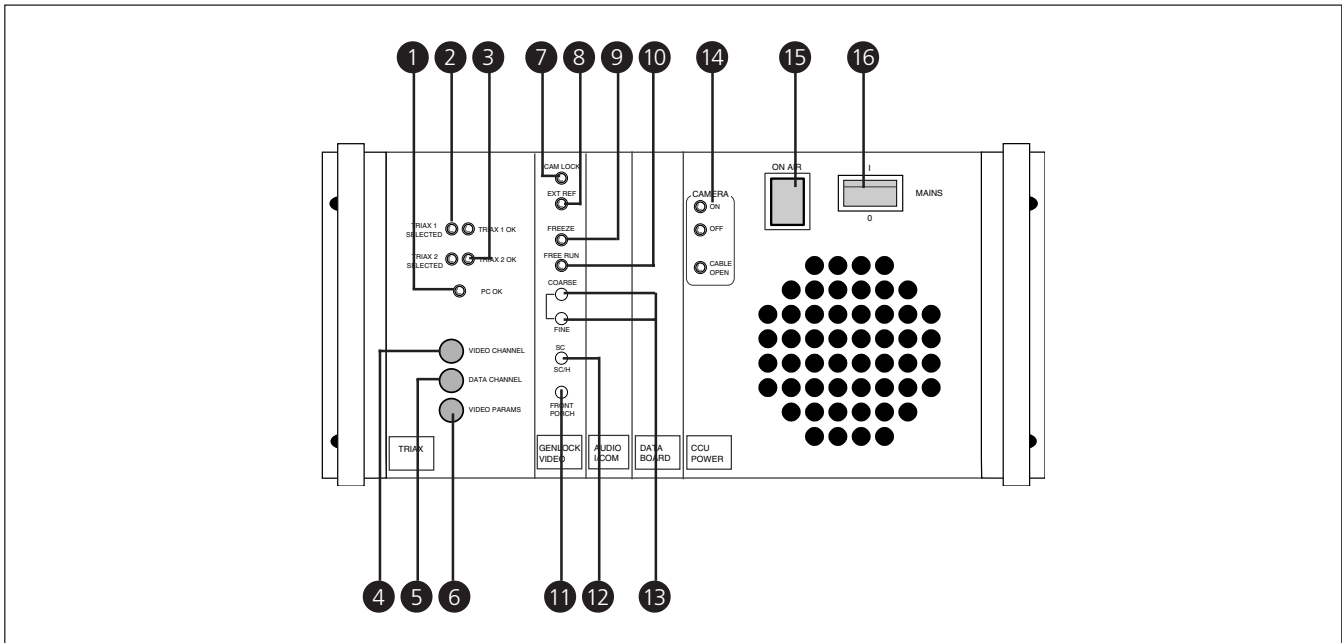 1 2 3 7 8 9 10 14 15 16
CAM LOCK
EXT REF
FREEZE
FREE RUN
COARSE
FINE
SC
SC/H
FRONT
PORCH
TRIAX 1
SELECTED
TRIAX 1 OK
TRIAX 2
SELECTED
TRIAX 2 OK
PC OK
VIDEO CHANNEL
DATA CHANNEL
VIDEO PARAMS
CAMERA
ON
OFF
CABLE
OPEN
ON AIR
I
MAINS
0
TRIAX
GENLOCK
VIDEO
AUDIO
I/COM
DATA
BOARD
CCU
POWER
4 5 6 11 12 13